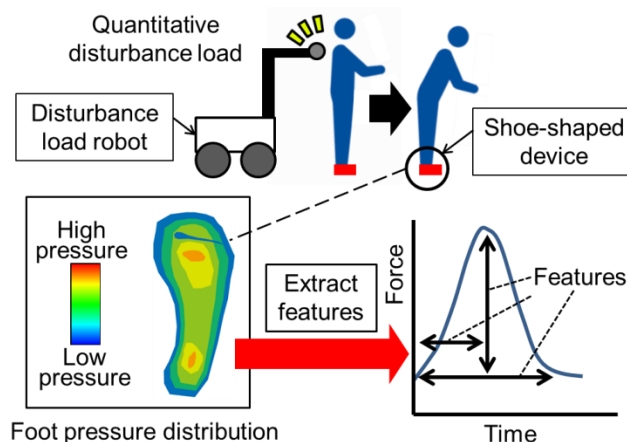 Quantitative
disturbance load
Disturbance
load robot
Shoe-shaped
device
High
pressure
Low
pressure
Foot pressure distribution
Extract
features
Force
Features
Time